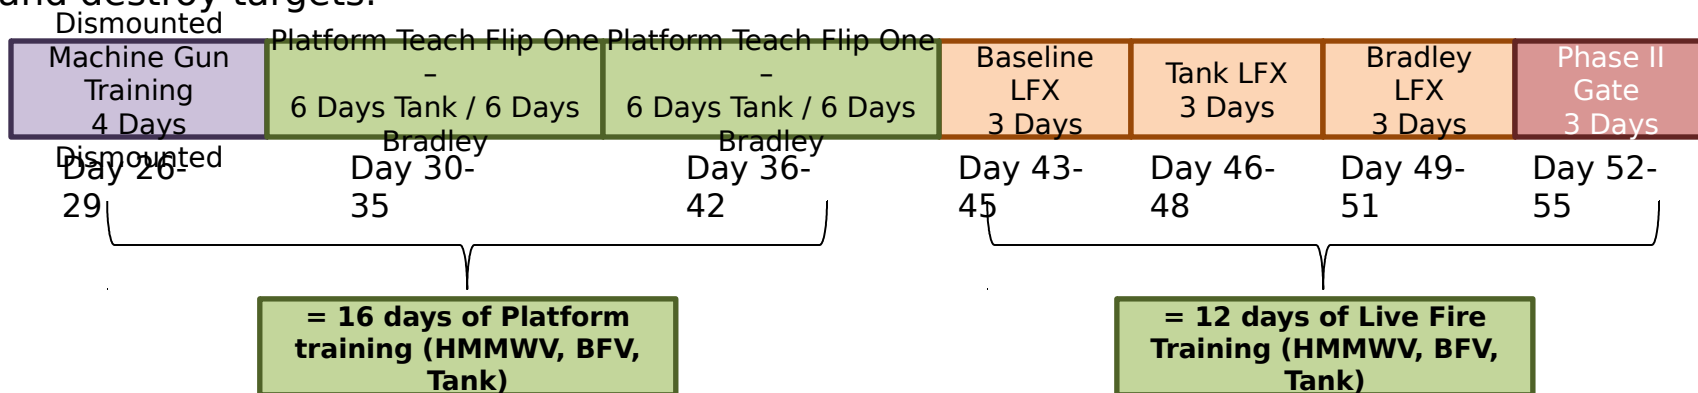 and destroy targets.
Dismounted
Machine Gun
Training
4 Days
Dismounted
Platform Teach Flip One
–
6 Days Tank / 6 Days
Bradley
Platform Teach Flip One
–
6 Days Tank / 6 Days
Bradley
Baseline
LFX
3 Days
Tank LFX
3 Days
Bradley
LFX
3 Days
Phase II
Gate
3 Days
Day 26-
29
Day 30-
35
Day 36-
42
Day 43-
45
Day 46-
48
Day 49-
51
Day 52-
55
= 16 days of Platform
training (HMMWV, BFV,
Tank)
= 12 days of Live Fire
Training (HMMWV, BFV,
Tank)